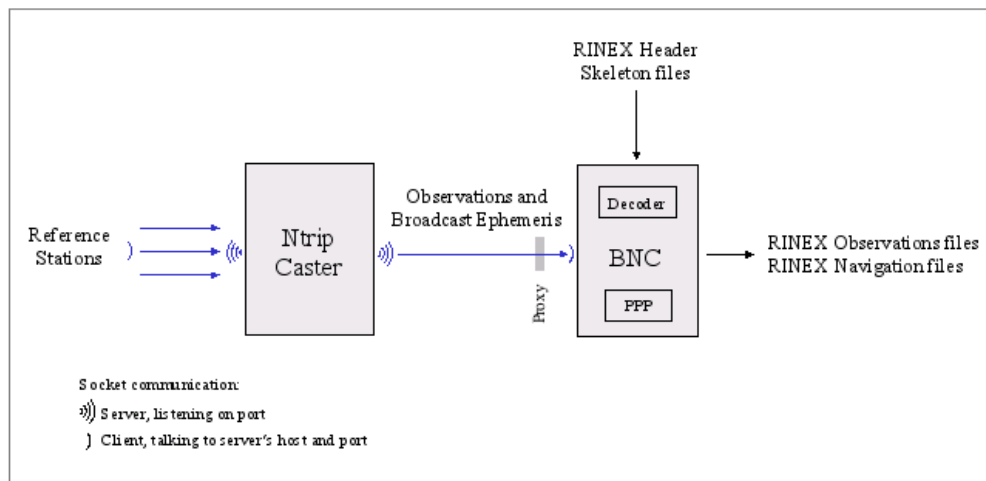 RINEX Header
Skeleton files
Reference
Stations
Ntrip
Caster
Observations and
Broadcast Ephemeris
Proxy
Decoder
BNC
PPP
RINEX Observations files
RINEX Navigation files
Socket communication:
Server, listening on port
Client, talking to server's host and port